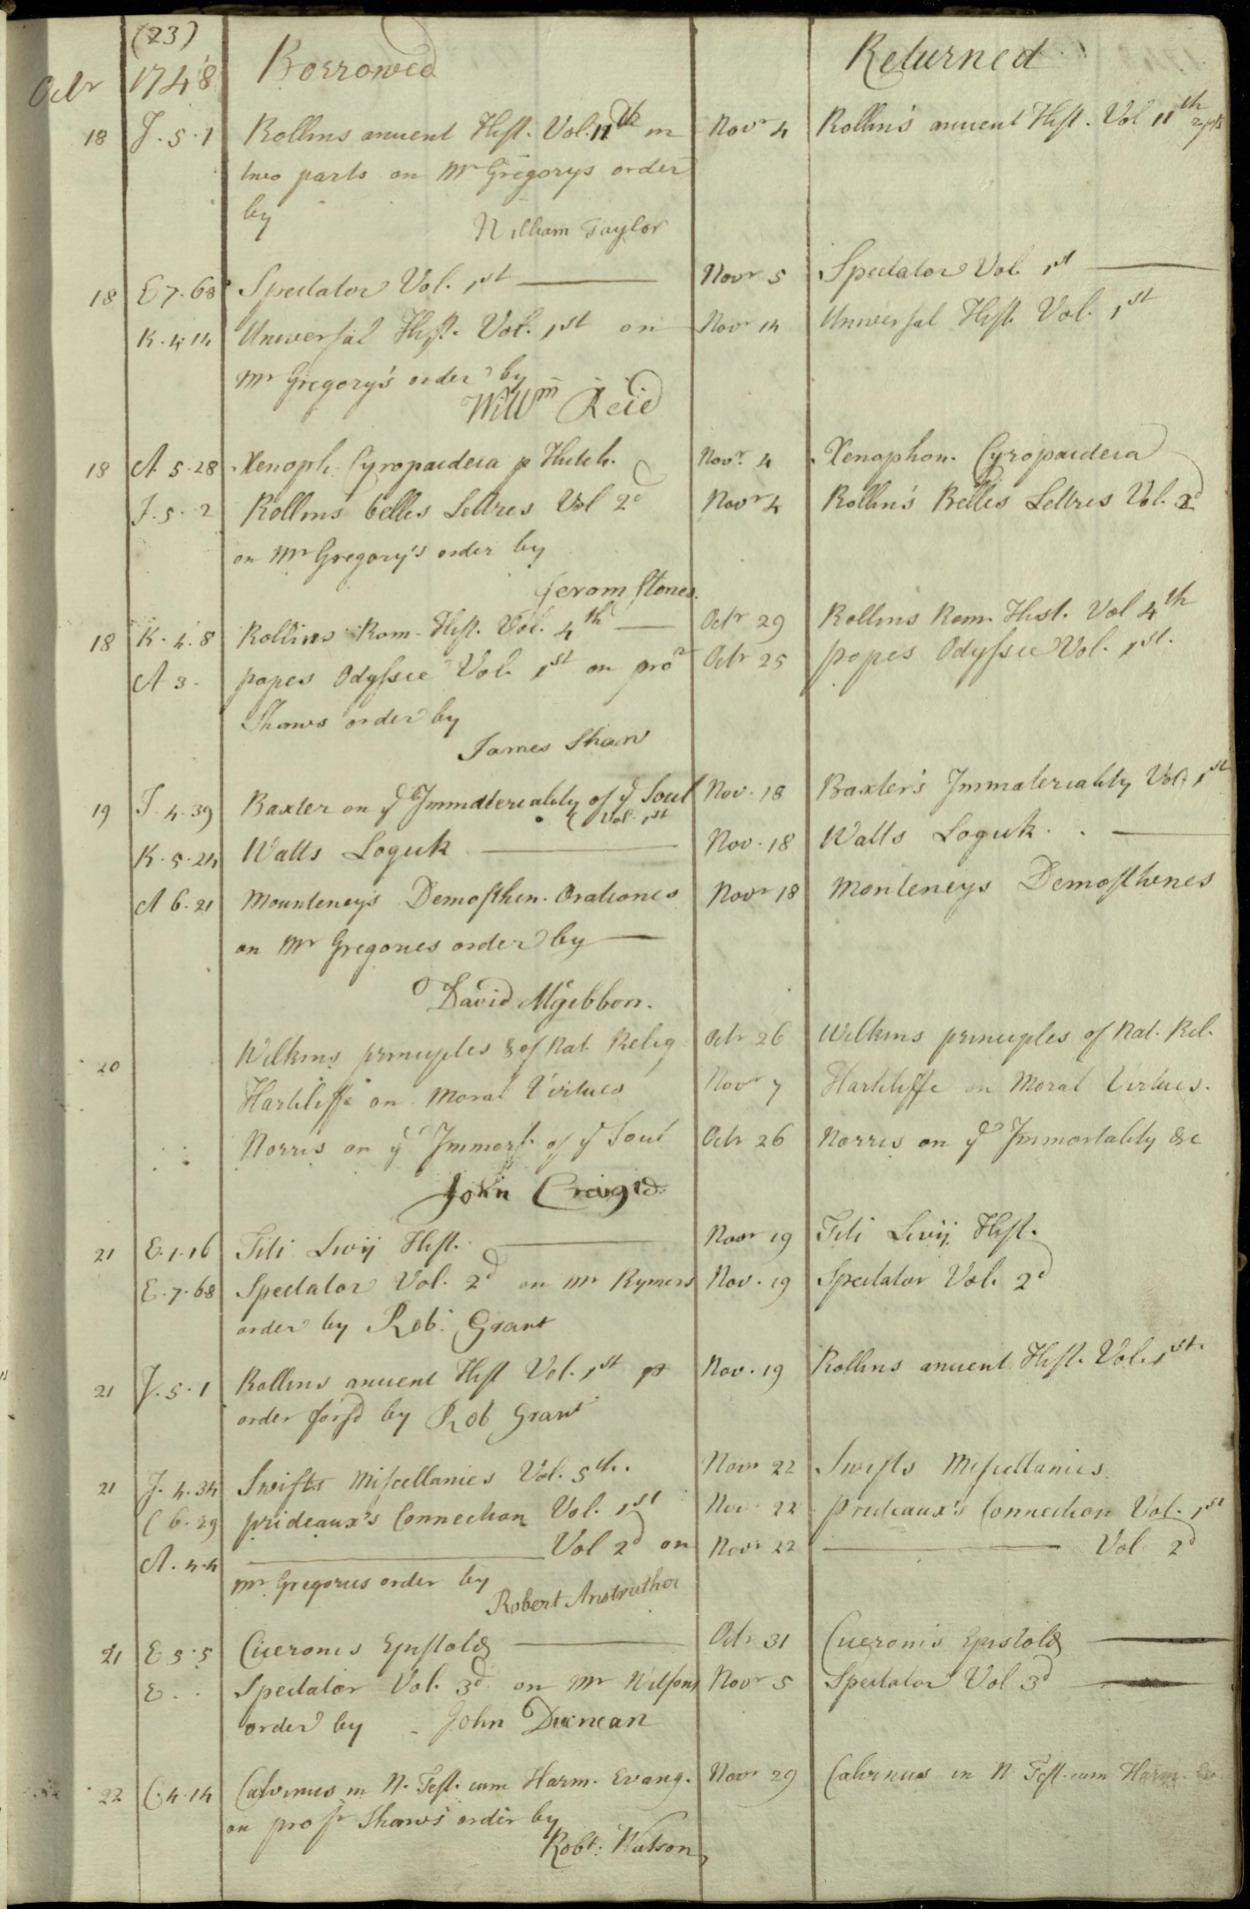 (23)
Octr 1748 Borrowed Returned
18 J. 5. 1 Rollins ancient Hist. Vol. 11th in Novr 4 Rollin's ancient Hist. Vol 11th 2 pts
two parts on Mr Gregorys order
by
William Taylor
18 E 7. 68 Spectator Vol. 1st Novr 5 Spectator Vol. 1st
K. 4. 14 Universal Hist. Vol. 1st on Novr 14 Universal Hist. Vol. 1st
Mr Gregory's order by
Wm Reid
18 A 5. 28 Xenoph. Cyropaedeia p Hutch. Novr. 4 Xenophon. Cyropaedeia
J. 5. 2 Rollins belles Lettres Vol 2d Novr 4 Rollin's Belles Lettres Vol. 2d
on Mr Gregory's order by
Jerom Stones.
18 K. 4. 8 Rollins Rom. Hist. Vol. 4th Octr 29 Rollins Rom. Hist. Vol 4th
A 3. popes Odyssee Vol. 1st on pror Octr 25 popes Odyssee Vol. 1st.
Shaws order by
James Shaw
19 J. 4. 39 Baxter on ye Immateriality of ye Soul Nov. 18 Baxter's Immateriality Vol. 1st
Vol. 1st
K. 5. 24 Watts Logick Nov. 18 Watts Logick.
A 6. 21 Mounteneys Demosthen. Orationes Novr 18 Monteneys Demosthenes
on Mr Gregories order by
David Mcgibbon.
20 Wilkins principles of Nat. Relig Octr 26 Wilkins principles of Nat. Rel.
Hartcliffe on Moral Virtues Novr 7 Hartcliffe on Moral Virtues.
Norris on ye Immort. of ye Soul Octr 26 Norris on ye Immortality &c
John Craigie
21 E. 1. 16 Titi Livij Hist. Novr 19 Titi Livij Hist.
E. 7. 68 Spectator Vol. 2d on Mr Rymers Nov. 19 Spectator Vol. 2d
order by Rob: Grant
21 J. 5. 1 Rollins ancient Hist Vol. 1st p Nov. 19 Rollins ancient Hist. Vol. 1st.
order forsd by Rob Grant
21 J. 4. 34 Swifts Miscellanies Vol. 5th. Novr 22 Swifts Miscellanies
C 6. 29 prideaux's Connection Vol. 1st Nov 22 Prideaux's Connection Vol. 1st
A. 4. 4 Vol 2d on Novr 22 Vol 2d
Mr Gregories order by
Robert Anstruther
21 E 5. 5 Ciceronis Epistolæ Octr 31 Ciceronis Epistolæ
E Spectator Vol. 3d on Mr Wilsons Novr 5 Spectator Vol 3d
order by John Duncan
22 C. 4. 14 Calvinus in N. Test. cum Harm. Evang. Novr 29 Calvinus in N. Test. cum Harm. Ev
on profr Shaws order by
Robt: Watson